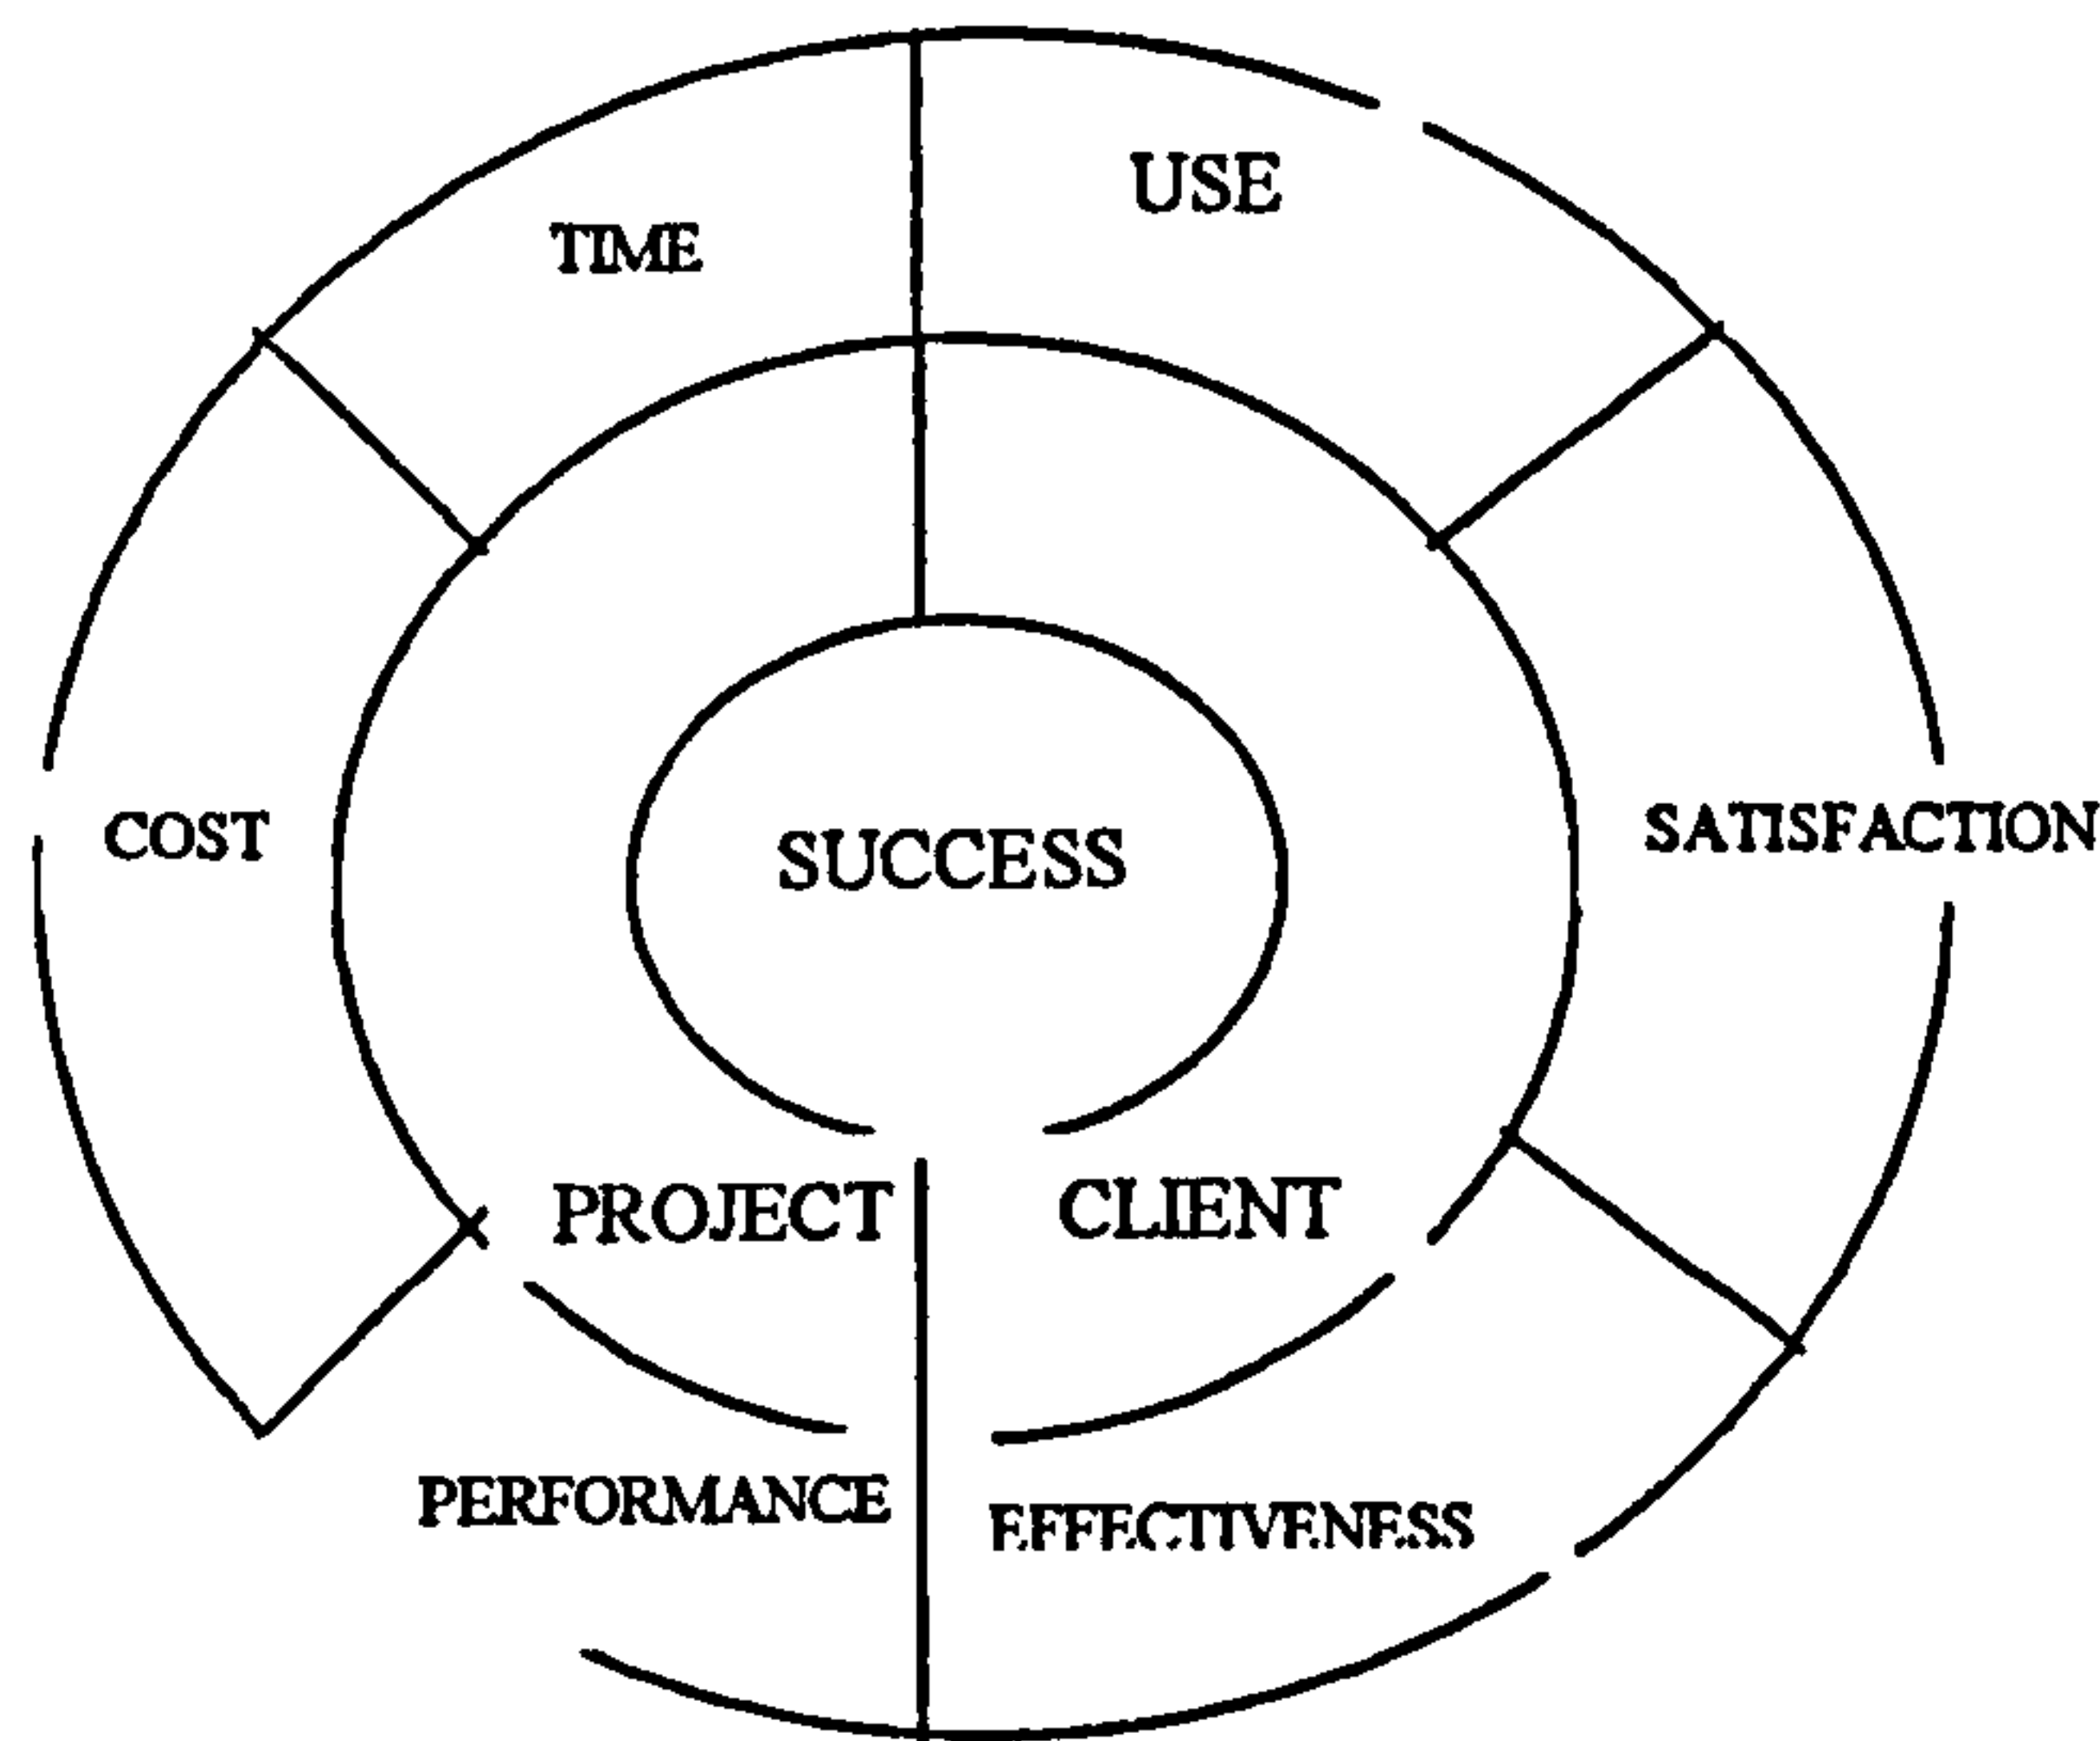 USE
TIME
COST
SUCCESS
SATISFACTION
PROJECT
CLIENT
PERFORMANCE
EFFECTIVENESS